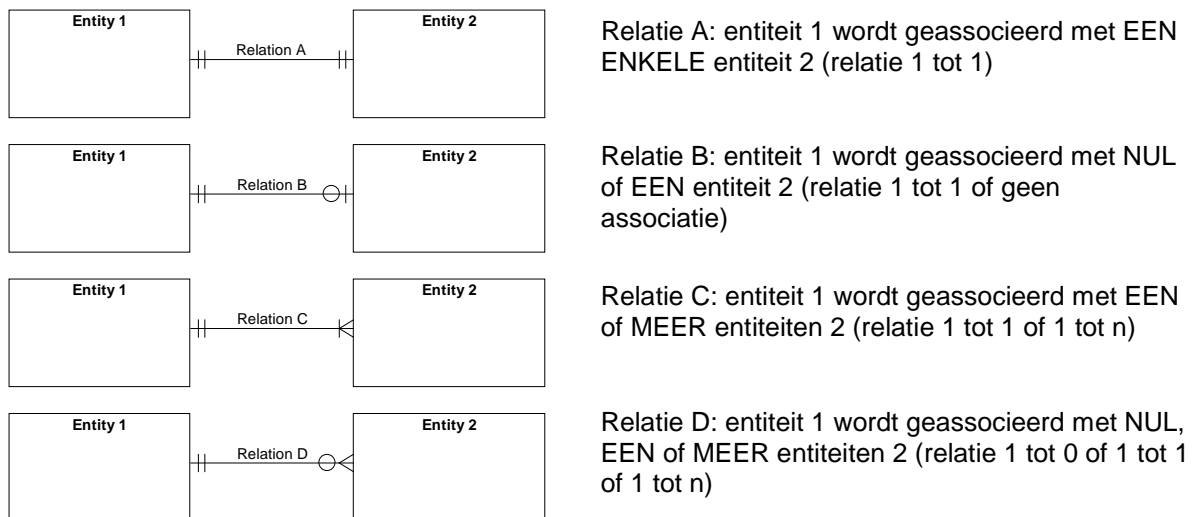 Entity 1
Entity 2
Relation A
Relatie A: entiteit 1 wordt geassocieerd met EEN
ENKELE entiteit 2 (relatie 1 tot 1)
Entity 1
Entity 2
Relation B
Relatie B: entiteit 1 wordt geassocieerd met NUL
of EEN entiteit 2 (relatie 1 tot 1 of geen
associatie)
Entity 1
Entity 2
Relation C
Relatie C: entiteit 1 wordt geassocieerd met EEN
of MEER entiteiten 2 (relatie 1 tot 1 of 1 tot n)
Entity 1
Entity 2
Relation D
Relatie D: entiteit 1 wordt geassocieerd met NUL,
EEN of MEER entiteiten 2 (relatie 1 tot 0 of 1 tot 1
of 1 tot n)